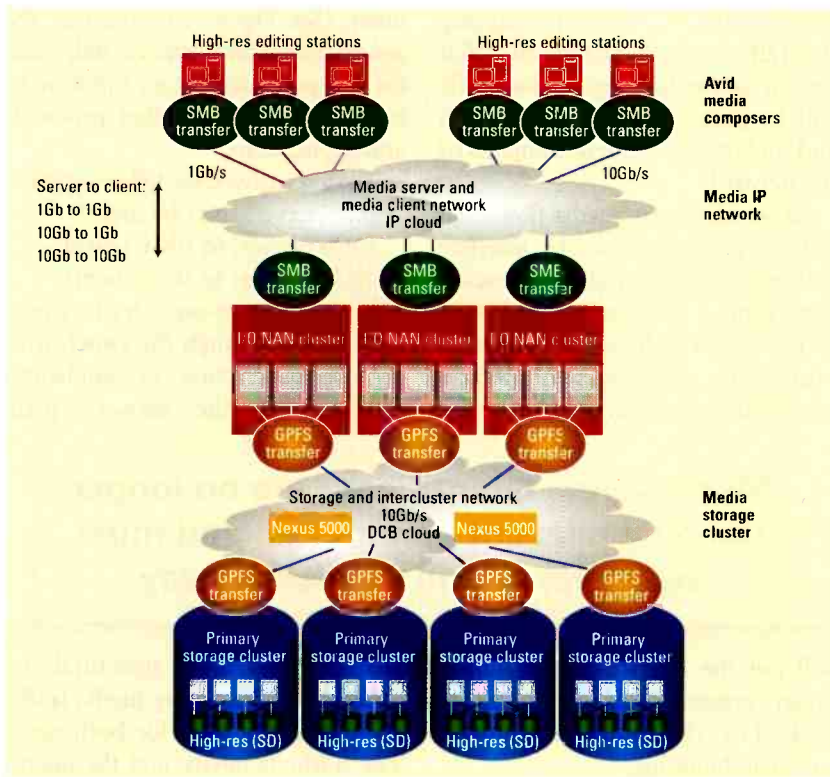 High-res editing stations
High-res editing stations
SMB transfer
SMB transfer
SMB transfer
SMB transfer
SMB transfer
SMB transfer
Avid
media
composers
1Gb/s
10Gb/s
Server to client:
1Gb to 1Gb
10Gb to 1Gb
10Gb to 10Gb
Media server and
media client network
IP cloud
Media IP
network
SMB transfer
SMB transfer
SMB transfer
I/O NAN cluster
I/O NAN cluster
I/O NAN cluster
GPFS transfer
GPFS transfer
GPFS transfer
Storage and intercluster network
10Gb/s
DCB cloud
Nexus 5000
Nexus 5000
Media
storage
cluster
GPFS transfer
GPFS transfer
GPFS transfer
GPFS transfer
Primary storage cluster
Primary storage cluster
Primary storage cluster
Primary storage cluster
High-res (SD)
High-res (SD)
High-res (SD)
High-res (SD)